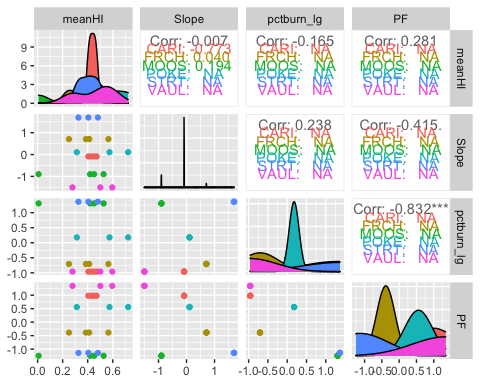 meanHI Slope pctburn_lg PF
Corr: -0.007 Corr: -0.165 Corr: 0.281
CARI: -0.773 CARI: NA CARI: NA
FRCH: 0.040 FRCH: NA FRCH: NA
MOOS: 0.194 MOOS: NA MOOS: NA
POKE: NA POKE: NA POKE: NA
STRT: NA STRT: NA STRT: NA
VAUL: NA VAUL: NA VAUL: NA
meanHI
9
6
3
0
Corr: 0.238 Corr: -0.415.
CARI: NA CARI: NA
FRCH: NA FRCH: NA
MOOS: NA MOOS: NA
POKE: NA POKE: NA
STRT: NA STRT: NA
VAUL: NA VAUL: NA
Slope
1
0
-1
Corr: -0.832***
CARI: NA
FRCH: NA
MOOS: NA
POKE: NA
STRT: NA
VAUL: NA
pctburn_lg
1.0
0.5
0.0
-0.5
-1.0
PF
1.0
0.5
0.0
-0.5
-1.0
0.0 0.2 0.4 0.6 -1 0 1 -1.0 -0.5 0.0 0.5 1.0 -1.0 -0.5 0.0 0.5 1.0